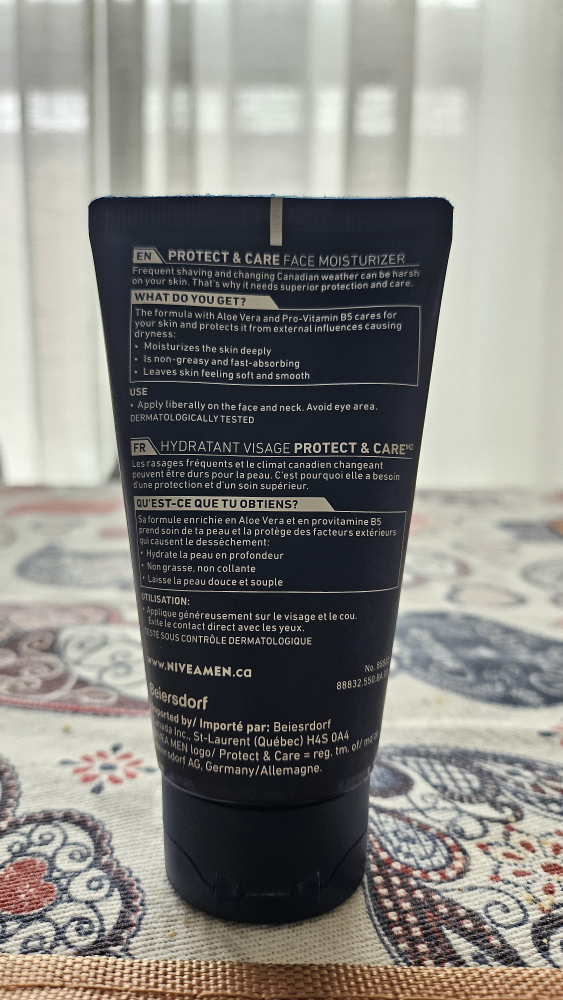 EN PROTECT & CARE FACE MOISTURIZER
Frequent shaving and changing Canadian weather can be harsh
on your skin. That's why it needs superior protection and care.
WHAT DO YOU GET?
The formula with Aloe Vera and Pro-Vitamin B5 cares for
your skin and protects it from external influences causing
dryness:
• Moisturizes the skin deeply
• Is non-greasy and fast-absorbing
• Leaves skin feeling soft and smooth
USE
• Apply liberally on the face and neck. Avoid eye area.
DERMATOLOGICALLY TESTED
FR HYDRATANT VISAGE PROTECT & CARE MC
Les rasages fréquents et le climat canadien changeant
peuvent être durs pour la peau. C'est pourquoi elle a besoin
d'une protection et d'un soin supérieur.
QU'EST-CE QUE TU OBTIENS?
Sa formule enrichie en Aloe Vera et en provitamine B5
prend soin de ta peau et la protège des facteurs extérieurs
qui causent le dessèchement:
• Hydrate la peau en profondeur
• Non grasse, non collante
• Laisse la peau douce et souple
UTILISATION:
• Applique généreusement sur le visage et le cou.
Évite le contact direct avec les yeux.
TESTÉ SOUS CONTRÔLE DERMATOLOGIQUE
www.NIVEAMEN.ca
No.
88832.550.
Beiersdorf
by/ Importé par: Beiesrdorf
Inc., St-Laurent (Québec) H4S 0A4
MEN logo/ Protect & Care = reg. tm. of/
AG, Germany/Allemagne.